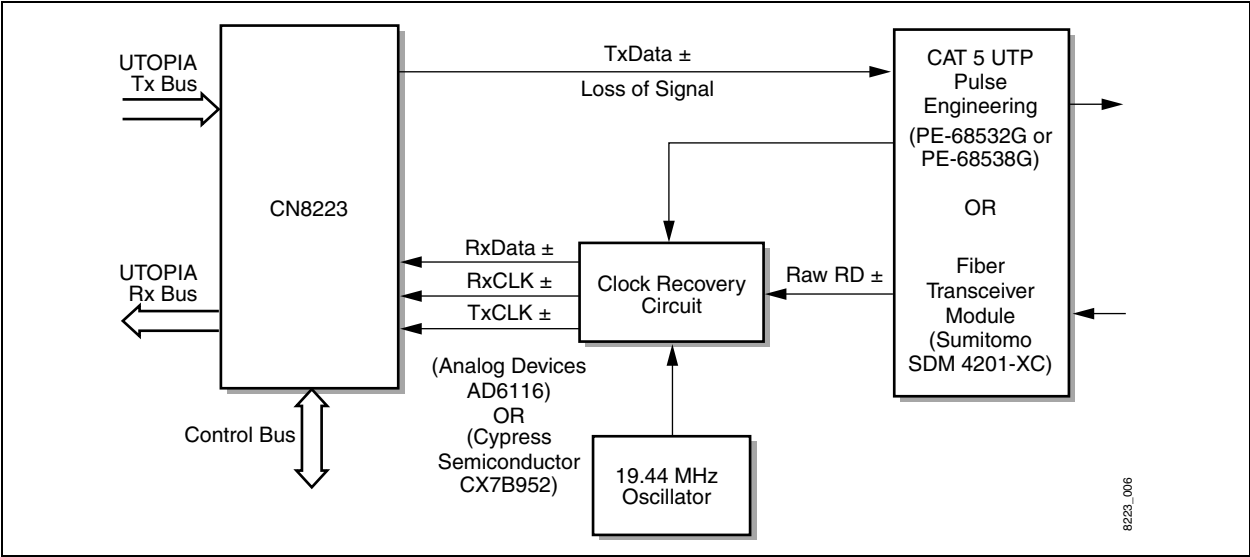 UTOPIA
Tx Bus
CN8223
UTOPIA
Rx Bus
Control Bus
TxData ±
Loss of Signal
RxData ±
RxCLK ±
TxCLK ±
(Analog Devices
AD6116)
OR
(Cypress
Semiconductor
CX7B952)
Clock Recovery
Circuit
19.44 MHz
Oscillator
Raw RD ±
CAT 5 UTP
Pulse
Engineering
(PE-68532G or
PE-68538G)
OR
Fiber
Transceiver
Module
(Sumitomo
SDM 4201-XC)
8223_006